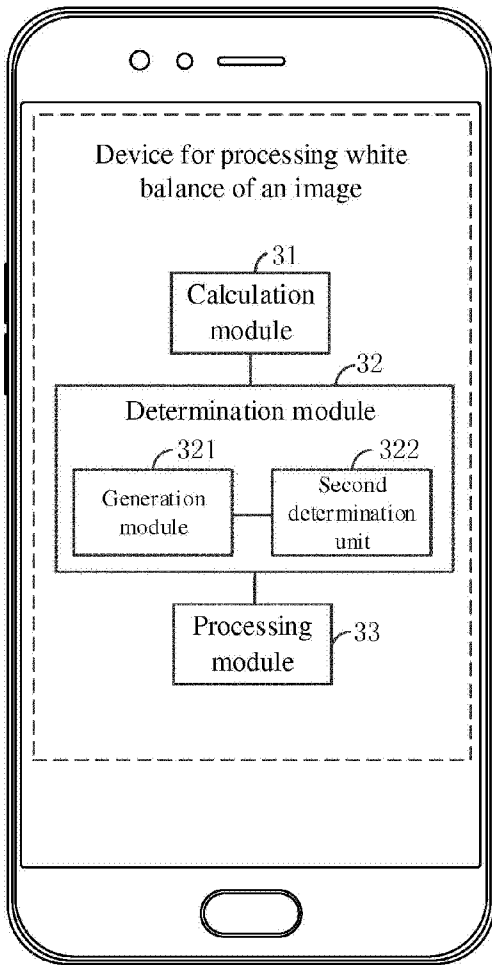 Device for processing white
balance of an image
31
Calculation
module
32
Determination module
321
322
Generation
module
Second
determination
unit
Processing
module
33